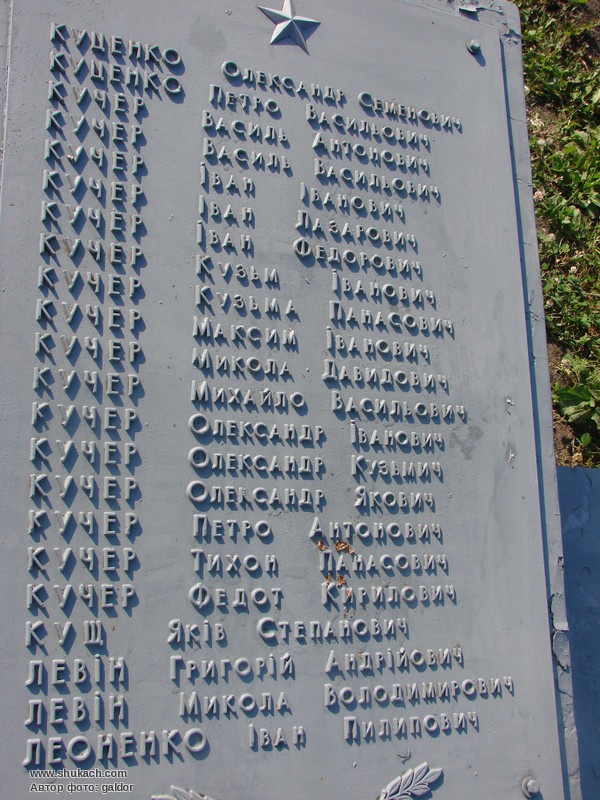 КУЦЕНКО Олександр Семенович
КУЦЕНКО Петро Васильович
КУЧЕР Василь Антонович
КУЧЕР Василь Васильович
КУЧЕР Іван Іванович
КУЧЕР Іван Лазарович
КУЧЕР Іван Федорович
КУЧЕР Кузьм Іванович
КУЧЕР Кузьма Панасович
КУЧЕР Максим Іванович
КУЧЕР Микола Давидович
КУЧЕР Михайло Васильович
КУЧЕР Олександр Іванович
КУЧЕР Олександр Кузьмич
КУЧЕР Олександр Якович
КУЧЕР Петро Антонович
КУЧЕР Тихон Панасович
КУЧЕР Федот Кирилович
КУЩ Яків Степанович
ЛЕВІН Григорій Андрійович
ЛЕВІН Микола Володимирович
ЛЕОНЕНКО Іван Пилипович
www.shukach.com
Автор фото: galdor